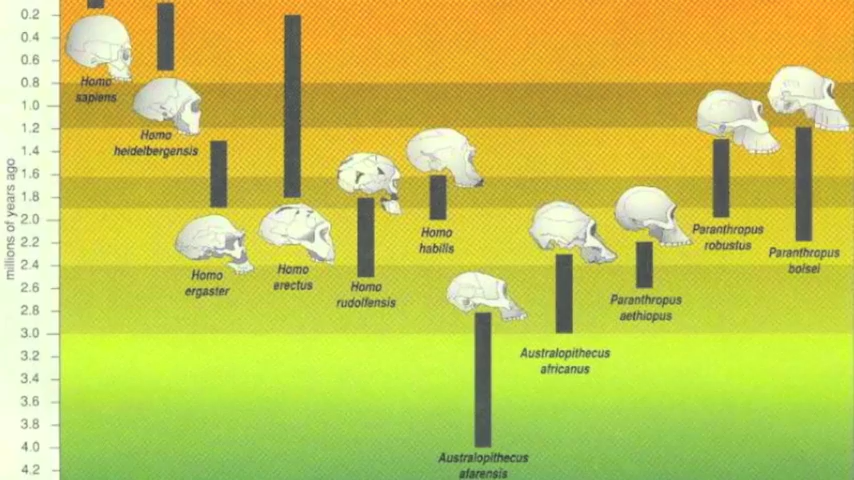 0.2
0.4
0.6
0.8
1.0
1.2
1.4
1.6
1.8
2.0
2.2
2.4
2.6
2.8
3.0
3.2
3.4
3.6
3.8
4.0
4.2
millions of years ago
Homo
sapiens
Homo
heidelbergensis
Homo
ergaster
Homo
erectus
Homo
rudolfensis
Homo
habilis
Australopithecus
afarensis
Australopithecus
africanus
Paranthropus
aethiopus
Paranthropus
robustus
Paranthropus
boisei